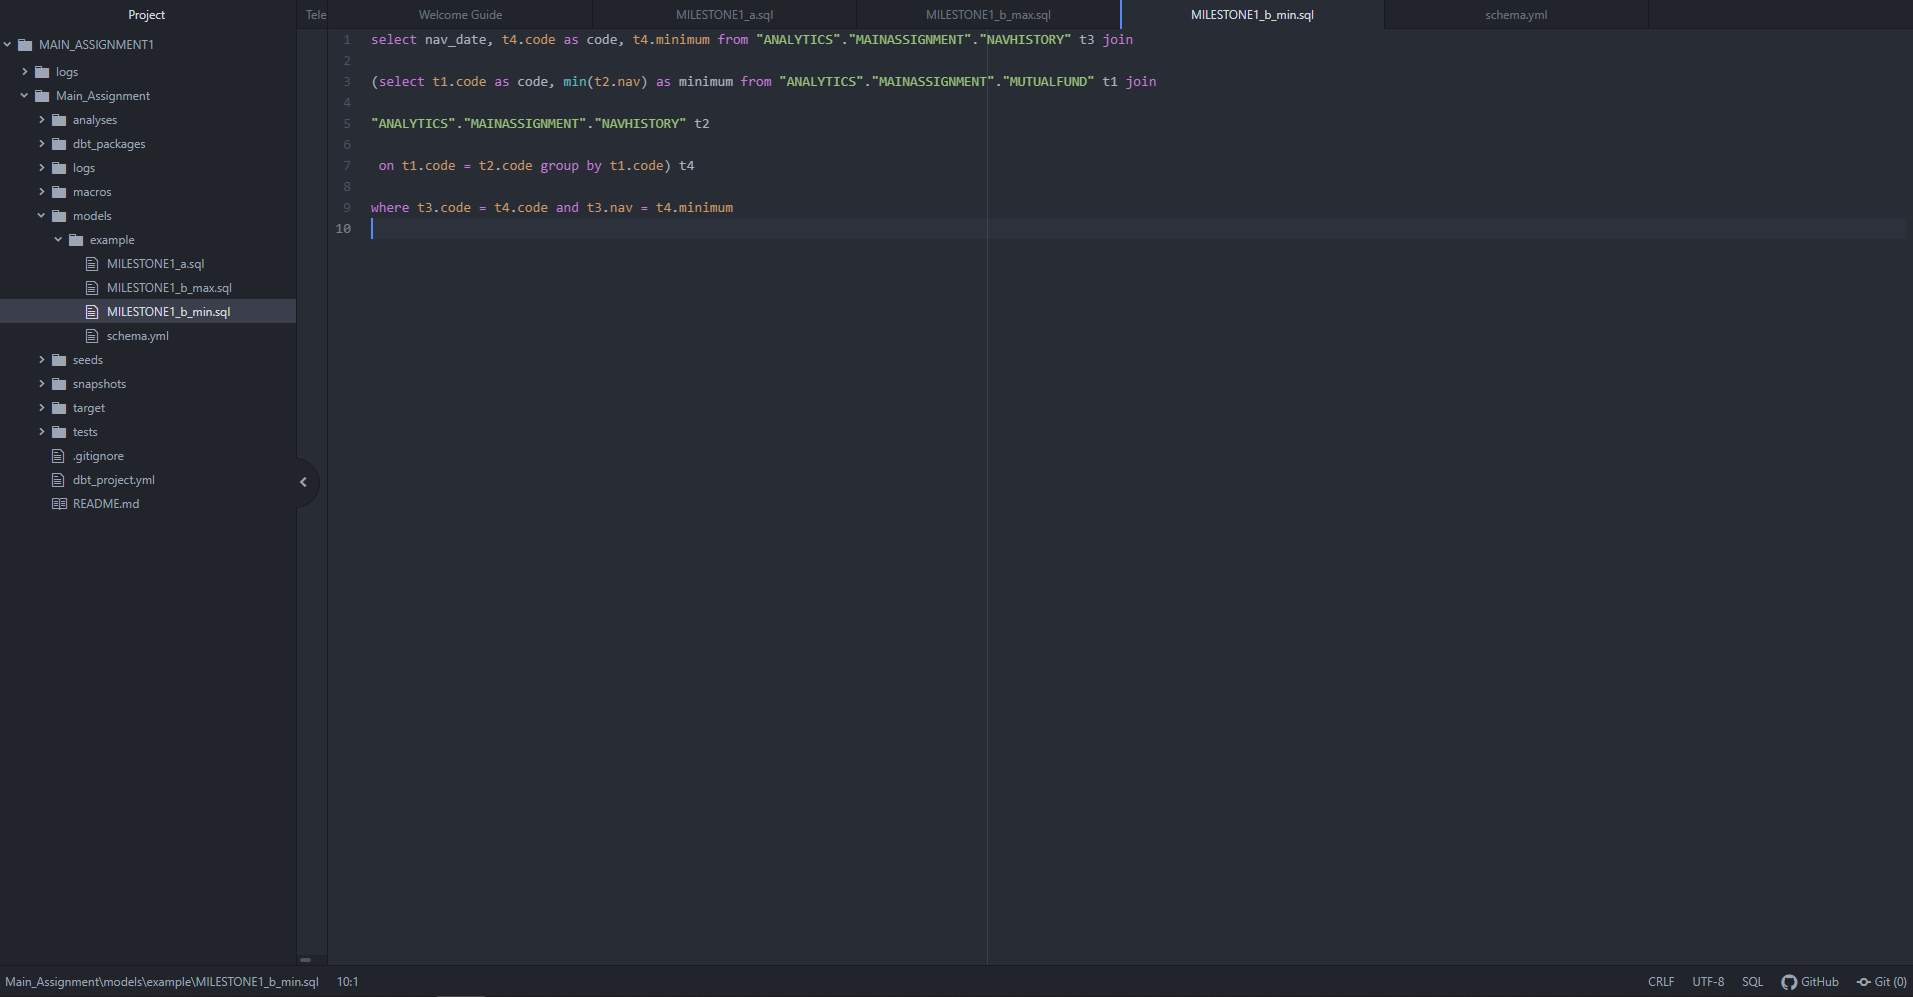 Project
MAIN_ASSIGNMENT1
logs
Main_Assignment
analyses
dbt_packages
logs
macros
models
example
MILESTONE1_a.sql
MILESTONE1_b_max.sql
MILESTONE1_b_min.sql
schema.yml
seeds
snapshots
target
tests
.gitignore
dbt_project.yml
README.md
Tele
Welcome Guide
MILESTONE1_a.sql
MILESTONE1_b_max.sql
MILESTONE1_b_min.sql
schema.yml
1 select nav_date, t4.code as code, t4.minimum from "ANALYTICS"."MAINASSIGNMENT"."NAVHISTORY" t3 join
2
3 (select t1.code as code, min(t2.nav) as minimum from "ANALYTICS"."MAINASSIGNMENT"."MUTUALFUND" t1 join
4
5 "ANALYTICS"."MAINASSIGNMENT"."NAVHISTORY" t2
6
7 on t1.code = t2.code group by t1.code) t4
8
9 where t3.code = t4.code and t3.nav = t4.minimum
10
Main_Assignment\models\example\MILESTONE1_b_min.sql 10:1
CRLF UTF-8 SQL GitHub Git (0)